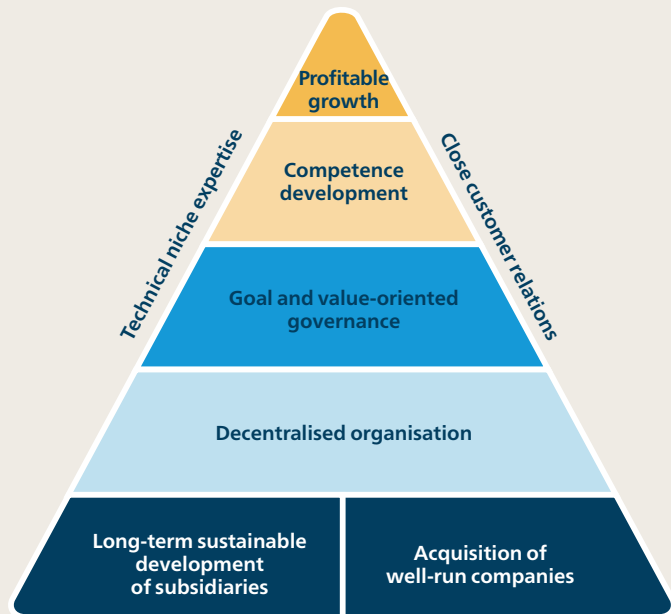 Profitable
growth
Technical niche expertise
Close customer relations
Competence
development
Goal and value-oriented
governance
Decentralised organisation
Long-term sustainable
development
of subsidiaries
Acquisition of
well-run companies